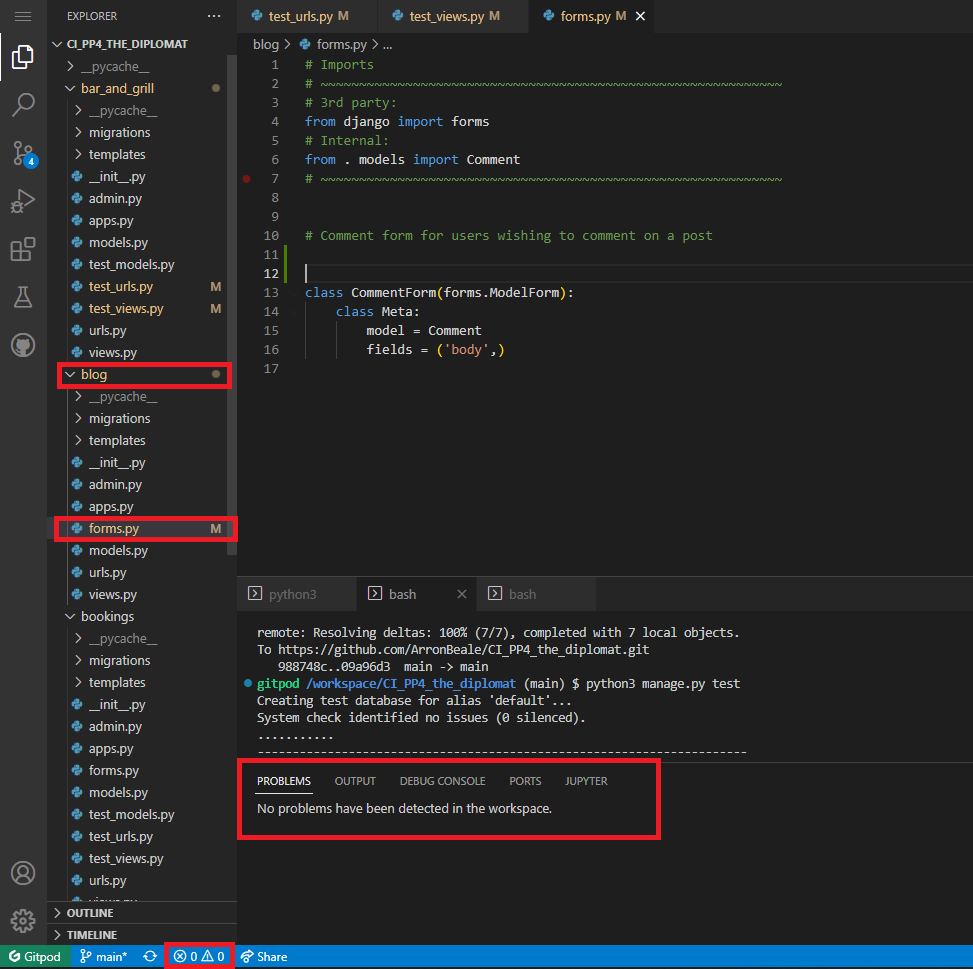 EXPLORER
CI_PP4_THE_DIPLOMAT
__pycache__
bar_and_grill
__pycache__
migrations
templates
__init__.py
admin.py
apps.py
models.py
test_models.py
test_urls.py M
test_views.py M
urls.py
views.py
blog
__pycache__
migrations
templates
__init__.py
admin.py
apps.py
forms.py M
models.py
urls.py
views.py
bookings
__pycache__
migrations
templates
__init__.py
admin.py
apps.py
forms.py
models.py
test_models.py
test_urls.py
test_views.py
urls.py
views.py
OUTLINE
TIMELINE
4
test_urls.py M
test_views.py M
forms.py M
blog > forms.py > ...
1 # Imports
2 # ~~~~~~~~~~~~~~~~~~~~~~~~~~~~~~~~~~~~~~~~~~~~~~~~~~~~~~~~~~~~
3 # 3rd party:
4 from django import forms
5 # Internal:
6 from . models import Comment
7 # ~~~~~~~~~~~~~~~~~~~~~~~~~~~~~~~~~~~~~~~~~~~~~~~~~~~~~~~~~~~~
8
9
10 # Comment form for users wishing to comment on a post
11
12
13 class CommentForm(forms.ModelForm):
14 class Meta:
15 model = Comment
16 fields = ('body',)
17
python3
bash
bash
remote: Resolving deltas: 100% (7/7), completed with 7 local objects.
To https://github.com/ArronBeale/CI_PP4_the_diplomat.git
988748c..09a96d3 main -> main
gitpod /workspace/CI_PP4_the_diplomat (main) $ python3 manage.py test
Creating test database for alias 'default'...
System check identified no issues (0 silenced).
...........
----------------------------------------------------------------------
PROBLEMS OUTPUT DEBUG CONSOLE PORTS JUPYTER
No problems have been detected in the workspace.
Gitpod main* 0 0 Share